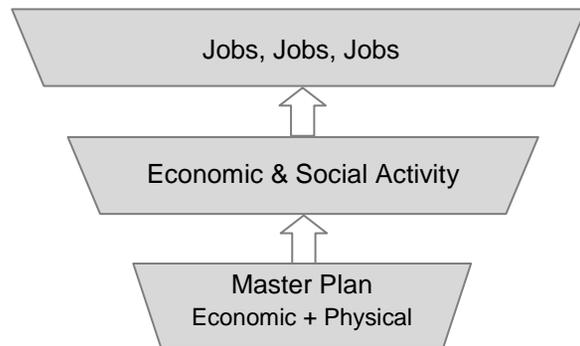 Jobs, Jobs, Jobs
Economic & Social Activity
Master Plan
Economic + Physical